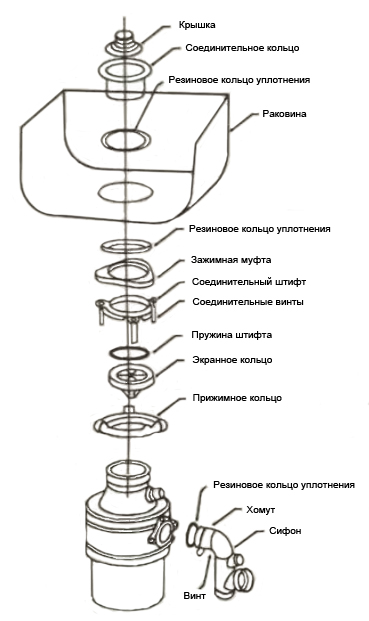 Крышка
Соединительное кольцо
Резиновое кольцо уплотнения
Раковина
Резиновое кольцо уплотнения
Зажимная муфта
Соединительный штифт
Соединительные винты
Пружина штифта
Экранное кольцо
Прижимное кольцо
Резиновое кольцо уплотнения
Хомут
Сифон
Винт